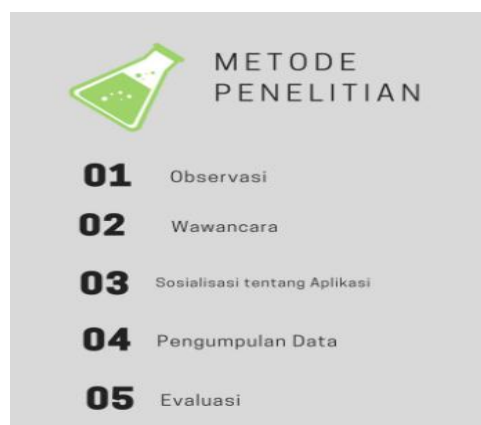 METODE
PENELITIAN
01 Observasi
02 Wawancara
03 Sosialisasi tentang Aplikasi
04 Pengumpulan Data
05 Evaluasi